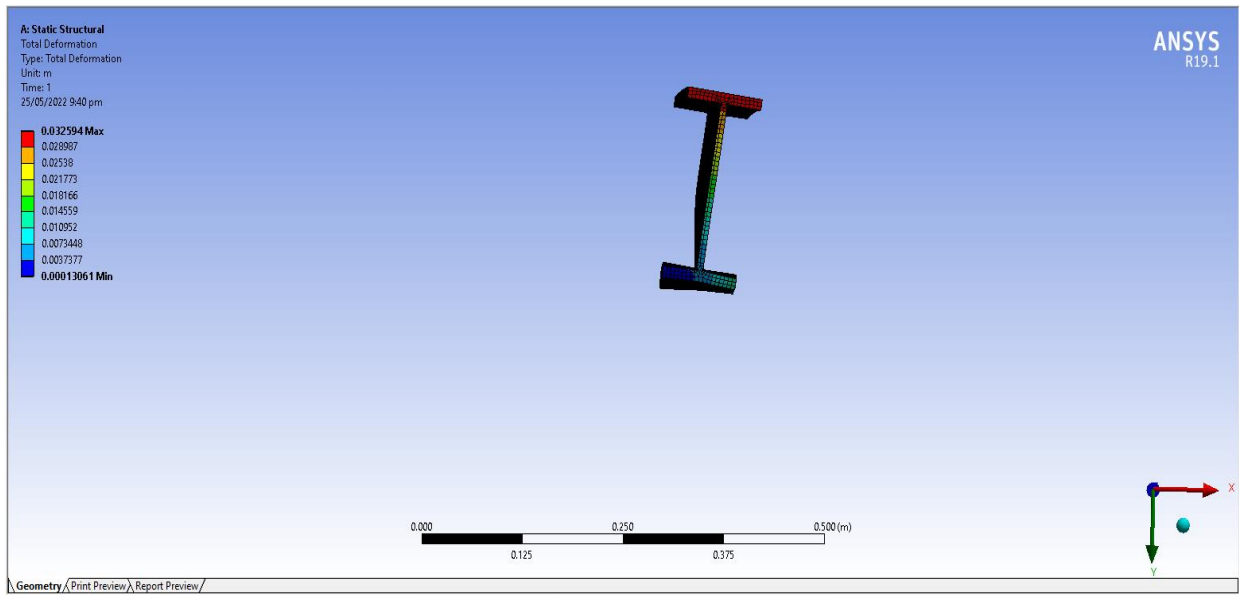 A: Static Structural
Total Deformation
Type: Total Deformation
Unit: m
Time: 1
25/05/2022 9:40 pm
0.032594 Max
0.028987
0.02538
0.021773
0.018166
0.014559
0.010952
0.0073448
0.0037377
0.00013061 Min
ANSYS
R19.1
0.000
0.250
0.500 (m)
0.125
0.375
X
Y
Geometry Print Preview Report Preview